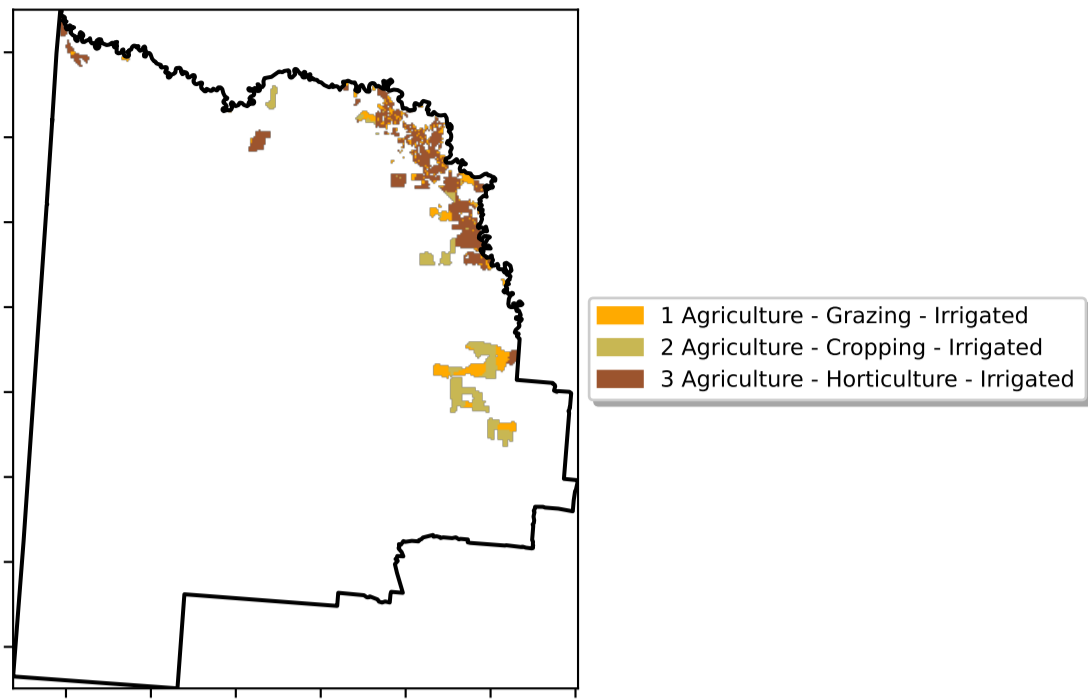 1 Agriculture - Grazing - Irrigated
2 Agriculture - Cropping - Irrigated
3 Agriculture - Horticulture - Irrigated